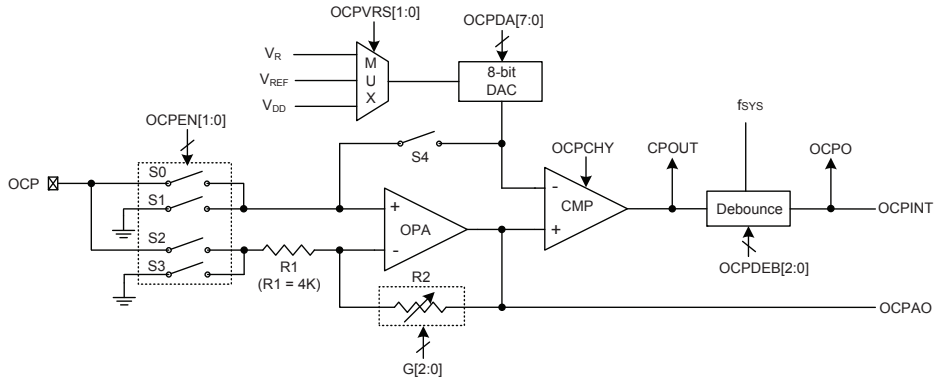 OCPVRS[1:0]
OCPDA[7:0]
VR
VREF
VDD
M
U
X
8-bit
DAC
fSYS
OCPEN[1:0]
S4
OCPCHY
CPOUT
OCPO
OCP
S0
S1
S2
S3
+
-
OPA
-
+
CMP
Debounce
OCPINT
R1
(R1 = 4K)
R2
OCPDEB[2:0]
OCPAO
G[2:0]